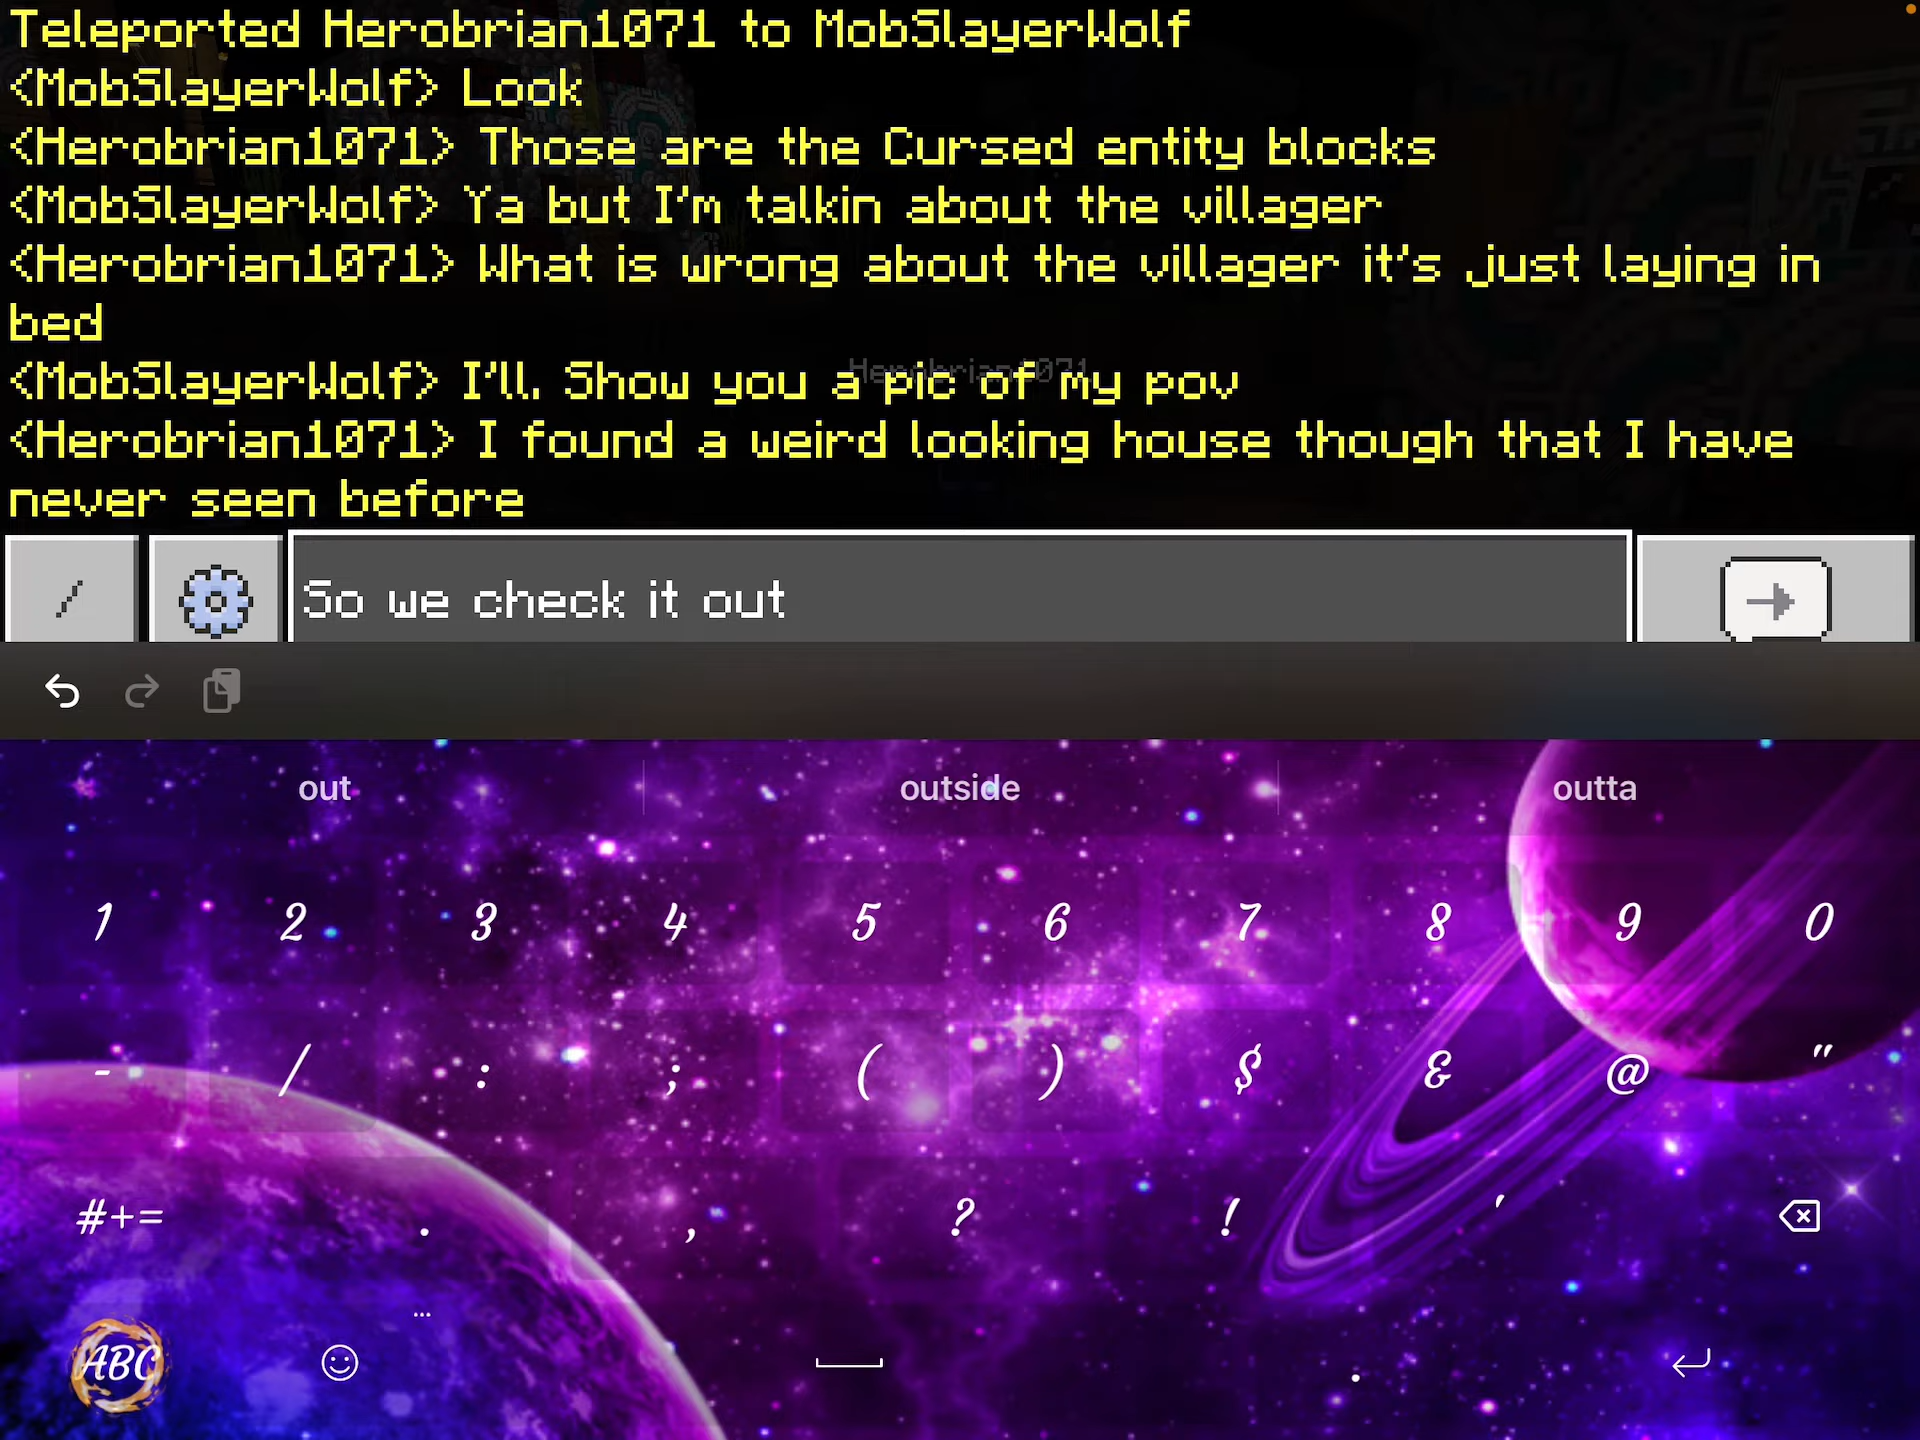 Teleported Herobrian1071 to MobSlayerWolf
<MobSlayerWolf> Look
<Herobrian1071> Those are the Cursed entity blocks
<MobSlayerWolf> Ya but I'm talkin about the villager
<Herobrian1071> What is wrong about the villager it's just laying in
bed
Herobrian1071
<MobSlayerWolf> I'll. Show you a pic of my pov
<Herobrian1071> I found a weird looking house though that I have
never seen before
/ So we check it out
out outside outta
1 2 3 4 5 6 7 8 9 0
- / : ; ( ) $ & @ "
#+= . , ? ! '
ABC ... .